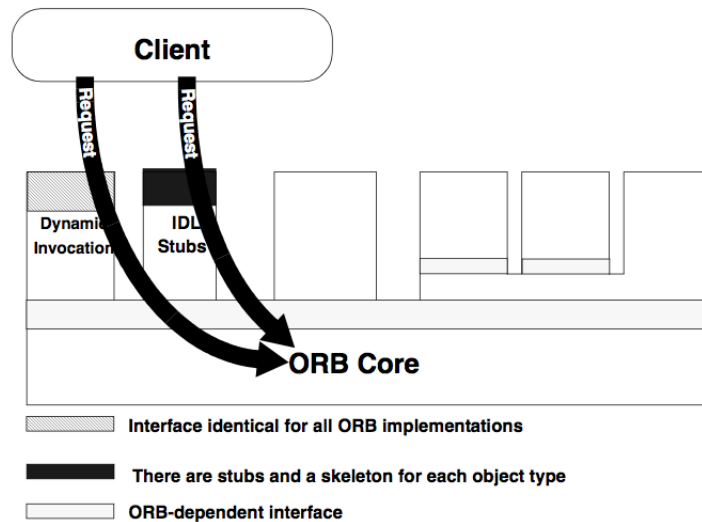 Client
Request
Request
Dynamic
Invocation
IDL
Stubs
ORB Core
Interface identical for all ORB implementations
There are stubs and a skeleton for each object type
ORB-dependent interface